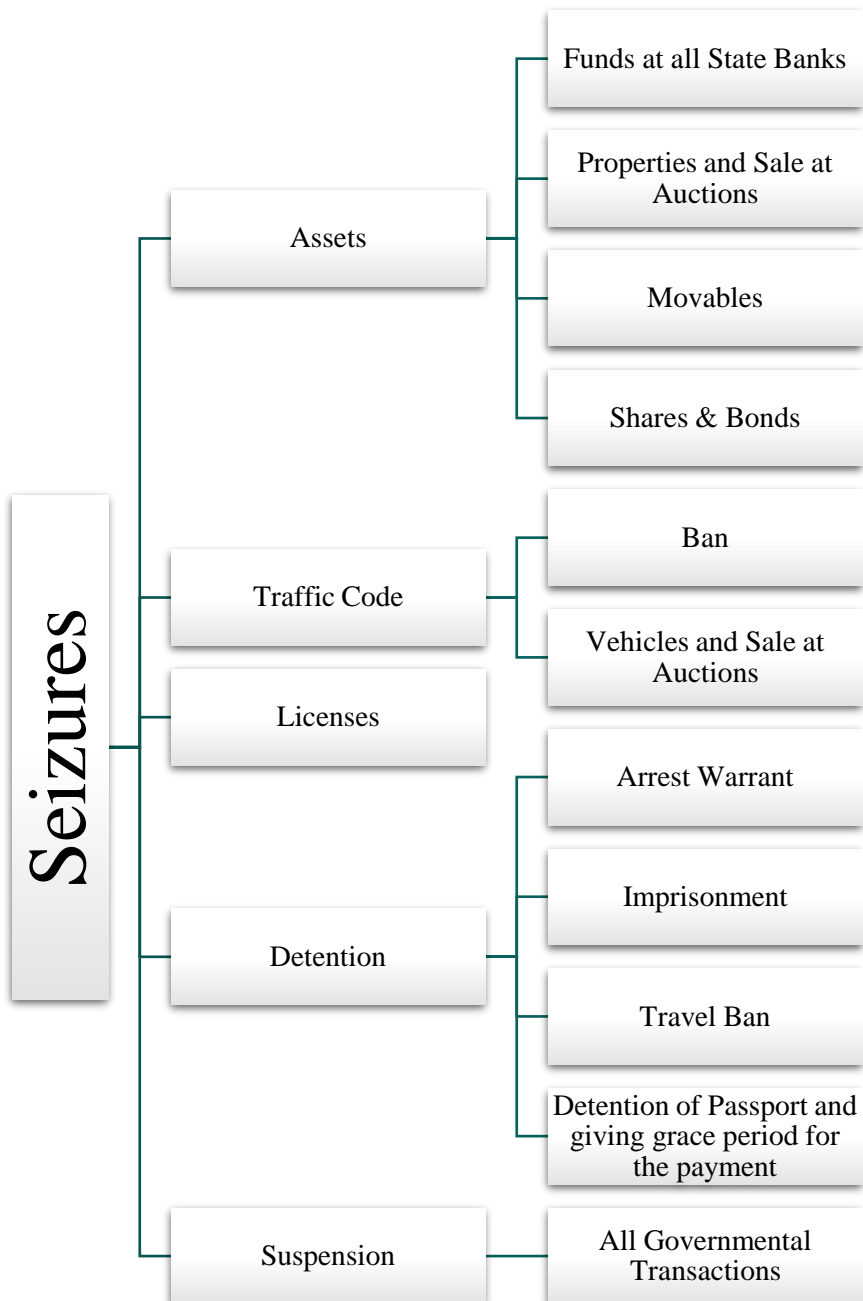 Seizures
Assets
Funds at all State Banks
Properties and Sale at
Auctions
Movables
Shares & Bonds
Traffic Code
Ban
Vehicles and Sale at
Auctions
Licenses
Detention
Arrest Warrant
Imprisonment
Travel Ban
Detention of Passport and
giving grace period for
the payment
Suspension
All Governmental
Transactions